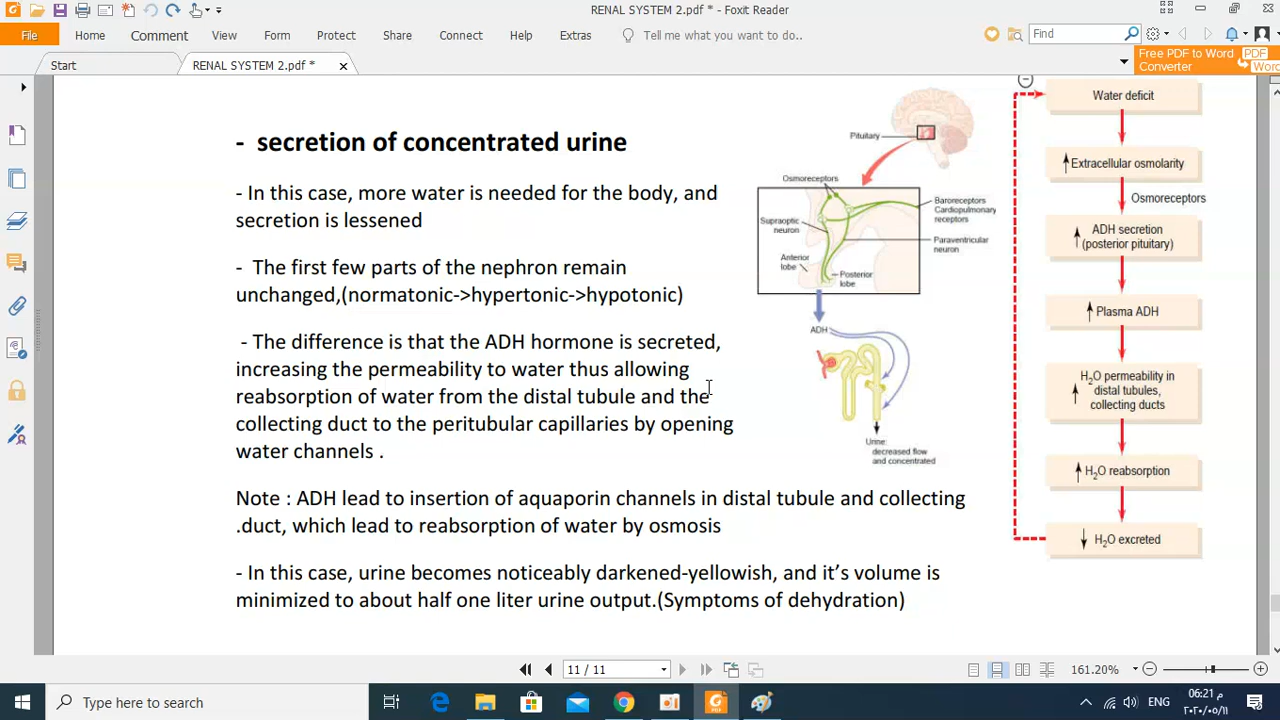 RENAL SYSTEM 2.pdf * - Foxit Reader
File Home Comment View Form Protect Share Connect Help Extras Tell me what you want to do.. Find
Start RENAL SYSTEM 2.pdf *
Free PDF to Word Converter
PDF
Word
- secretion of concentrated urine
- In this case, more water is needed for the body, and
secretion is lessened
- The first few parts of the nephron remain
unchanged,(normatonic->hypertonic->hypotonic)
- The difference is that the ADH hormone is secreted,
increasing the permeability to water thus allowing
reabsorption of water from the distal tubule and the
collecting duct to the peritubular capillaries by opening
water channels .
Note : ADH lead to insertion of aquaporin channels in distal tubule and collecting
.duct, which lead to reabsorption of water by osmosis
- In this case, urine becomes noticeably darkened-yellowish, and it’s volume is
minimized to about half one liter urine output.(Symptoms of dehydration)
Pituitary
Osmoreceptors
Baroreceptors
Cardiopulmonary
receptors
Supraoptic
neuron
Paraventricular
neuron
Anterior
lobe
Posterior
lobe
ADH
Urine:
decreased flow
and concentrated
Water deficit
↑ Extracellular osmolarity
Osmoreceptors
↑ ADH secretion
(posterior pituitary)
↑ Plasma ADH
↑ H₂O permeability in
distal tubules,
collecting ducts
↑ H₂O reabsorption
↓ H₂O excreted
11 / 11
161.20%
Type here to search
ENG
06:21 م
٢٠٢٠/٠٥/١١